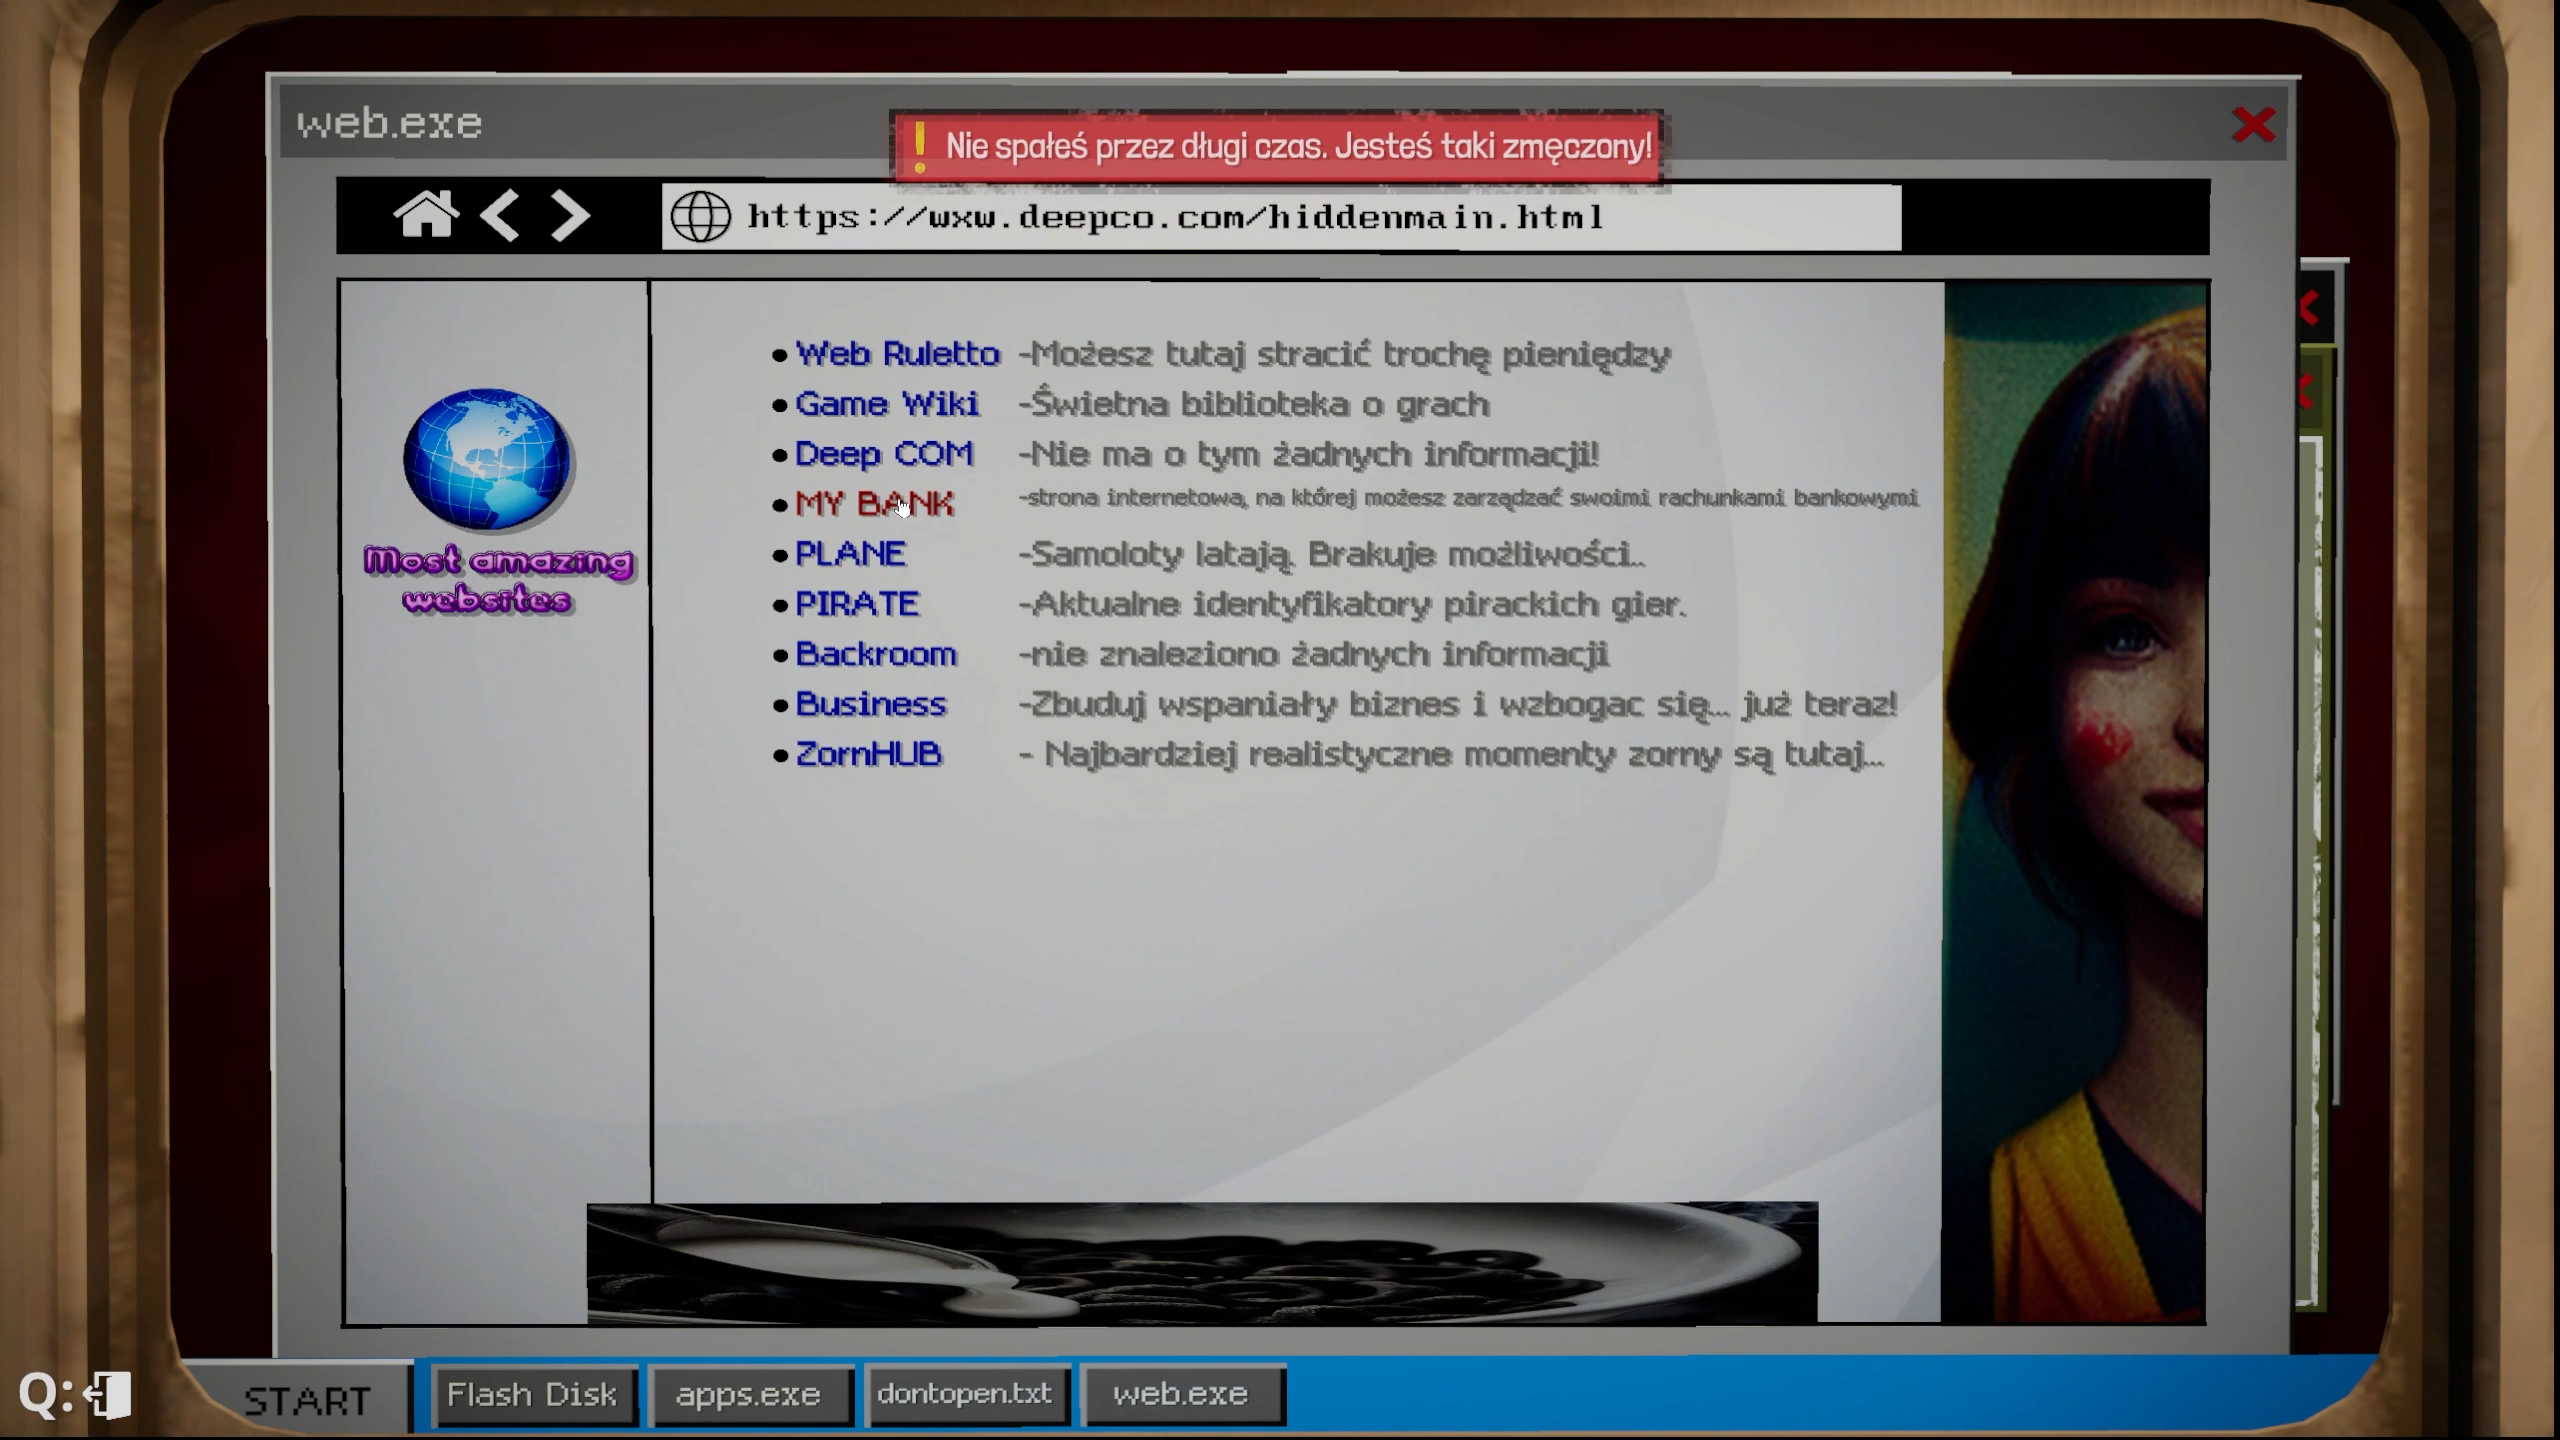 web.exe
! Nie spałeś przez długi czas. Jesteś taki zmęczony!
https://wxw.deepco.com/hiddenmain.html
Most amazing
websites
• Web Ruletto -Możesz tutaj stracić trochę pieniędzy
• Game Wiki -Świetna biblioteka o grach
• Deep COM -Nie ma o tym żadnych informacji!
• MY BANK -strona internetowa, na której możesz zarządzać swoimi rachunkami bankowymi
• PLANE -Samoloty latają. Brakuje możliwości..
• PIRATE -Aktualne identyfikatory pirackich gier.
• Backroom -nie znaleziono żadnych informacji
• Business -Zbuduj wspaniały biznes i wzbogac się... już teraz!
• ZornHUB - Najbardziej realistyczne momenty zorny są tutaj...
Q:
START
Flash Disk
apps.exe
dontopen.txt
web.exe